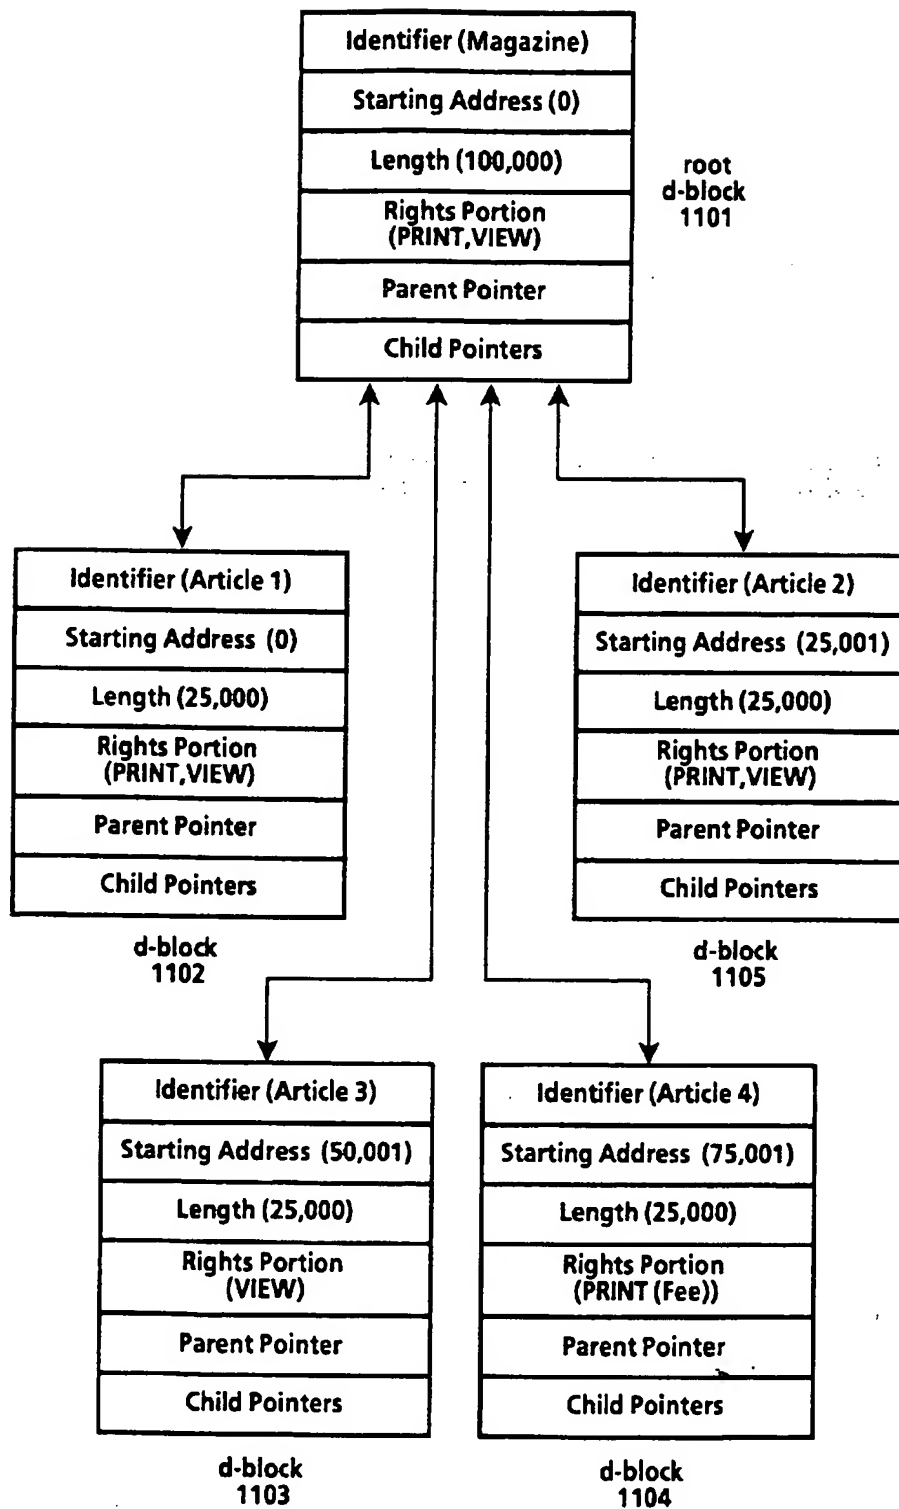 Identifier (Magazine)
Starting Address (0)
Length (100,000)
Rights Portion
(PRINT,VIEW)
Parent Pointer
Child Pointers
root
d-block
1101
Identifier (Article 1)
Starting Address (0)
Length (25,000)
Rights Portion
(PRINT,VIEW)
Parent Pointer
Child Pointers
d-block
1102
Identifier (Article 2)
Starting Address (25,001)
Length (25,000)
Rights Portion
(PRINT,VIEW)
Parent Pointer
Child Pointers
d-block
1105
Identifier (Article 3)
Starting Address (50,001)
Length (25,000)
Rights Portion
(VIEW)
Parent Pointer
Child Pointers
d-block
1103
Identifier (Article 4)
Starting Address (75,001)
Length (25,000)
Rights Portion
(PRINT (Fee))
Parent Pointer
Child Pointers
d-block
1104